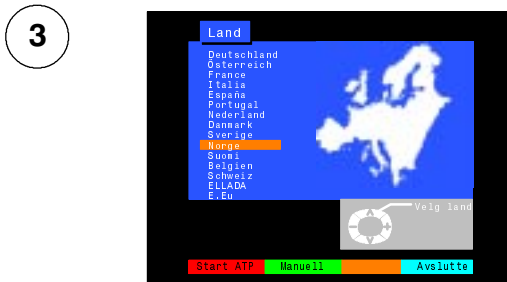 3
Land
Deutschland
Österreich
France
Italia
España
Portugal
Nederland
Danmark
Sverige
Norge
Suomi
Belgien
Schweiz
ELLADA
E.Eu
Velg land
Start ATP Manuell Avslutte